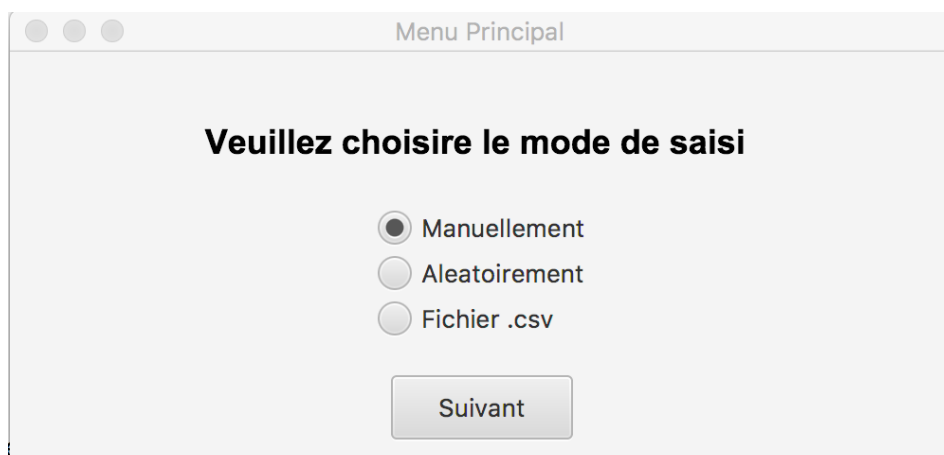 Menu Principal
Veuillez choisire le mode de saisi
Manuellement
Aleatoirement
Fichier .csv
Suivant